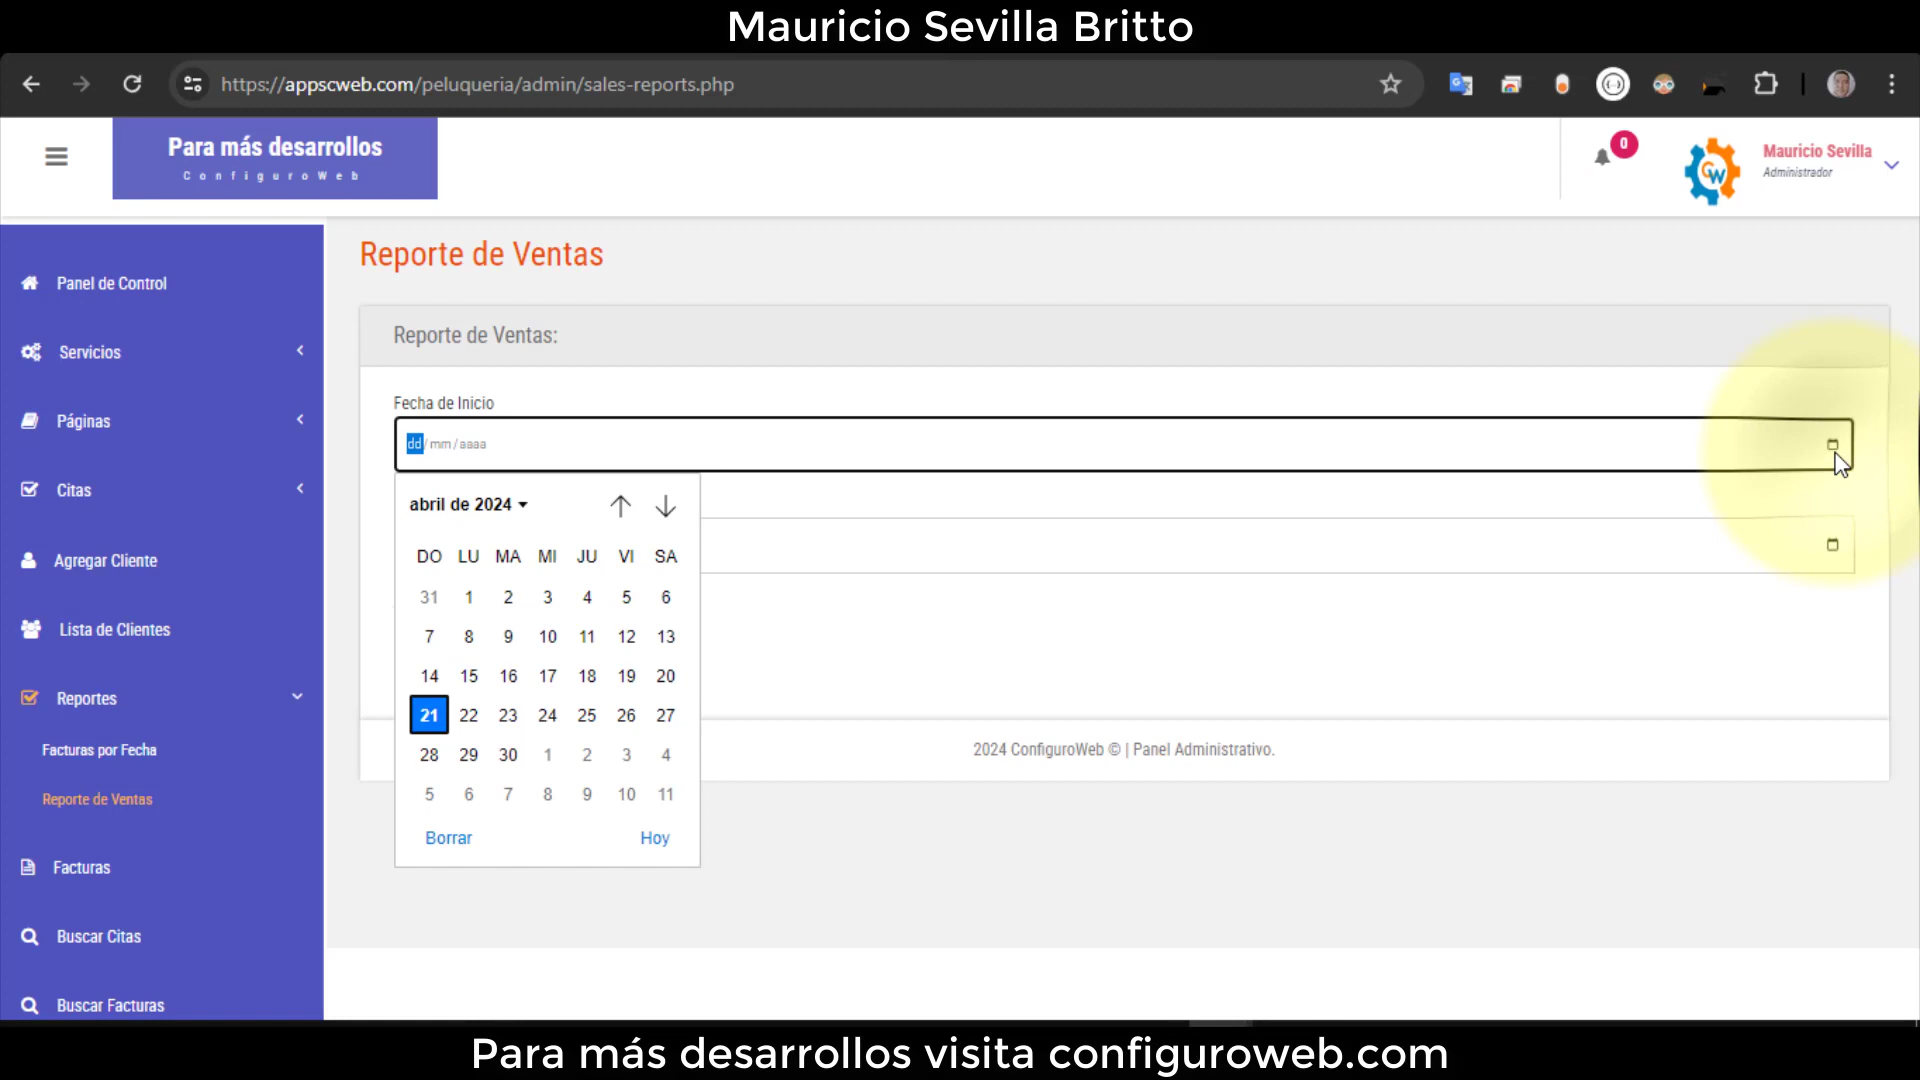 Mauricio Sevilla Britto
https://appscweb.com/peluqueria/admin/sales-reports.php
Para más desarrollos
ConfiguroWeb
0
CW
Mauricio Sevilla
Administrador
Panel de Control
Servicios
Páginas
Citas
Agregar Cliente
Lista de Clientes
Reportes
Facturas por Fecha
Reporte de Ventas
Facturas
Buscar Citas
Buscar Facturas
Reporte de Ventas
Reporte de Ventas:
Fecha de Inicio
dd/mm/aaaa
abril de 2024
DO LU MA MI JU VI SA
31 1 2 3 4 5 6
7 8 9 10 11 12 13
14 15 16 17 18 19 20
21 22 23 24 25 26 27
28 29 30 1 2 3 4
5 6 7 8 9 10 11
Borrar Hoy
2024 ConfiguroWeb © | Panel Administrativo.
Para más desarrollos visita configuroweb.com